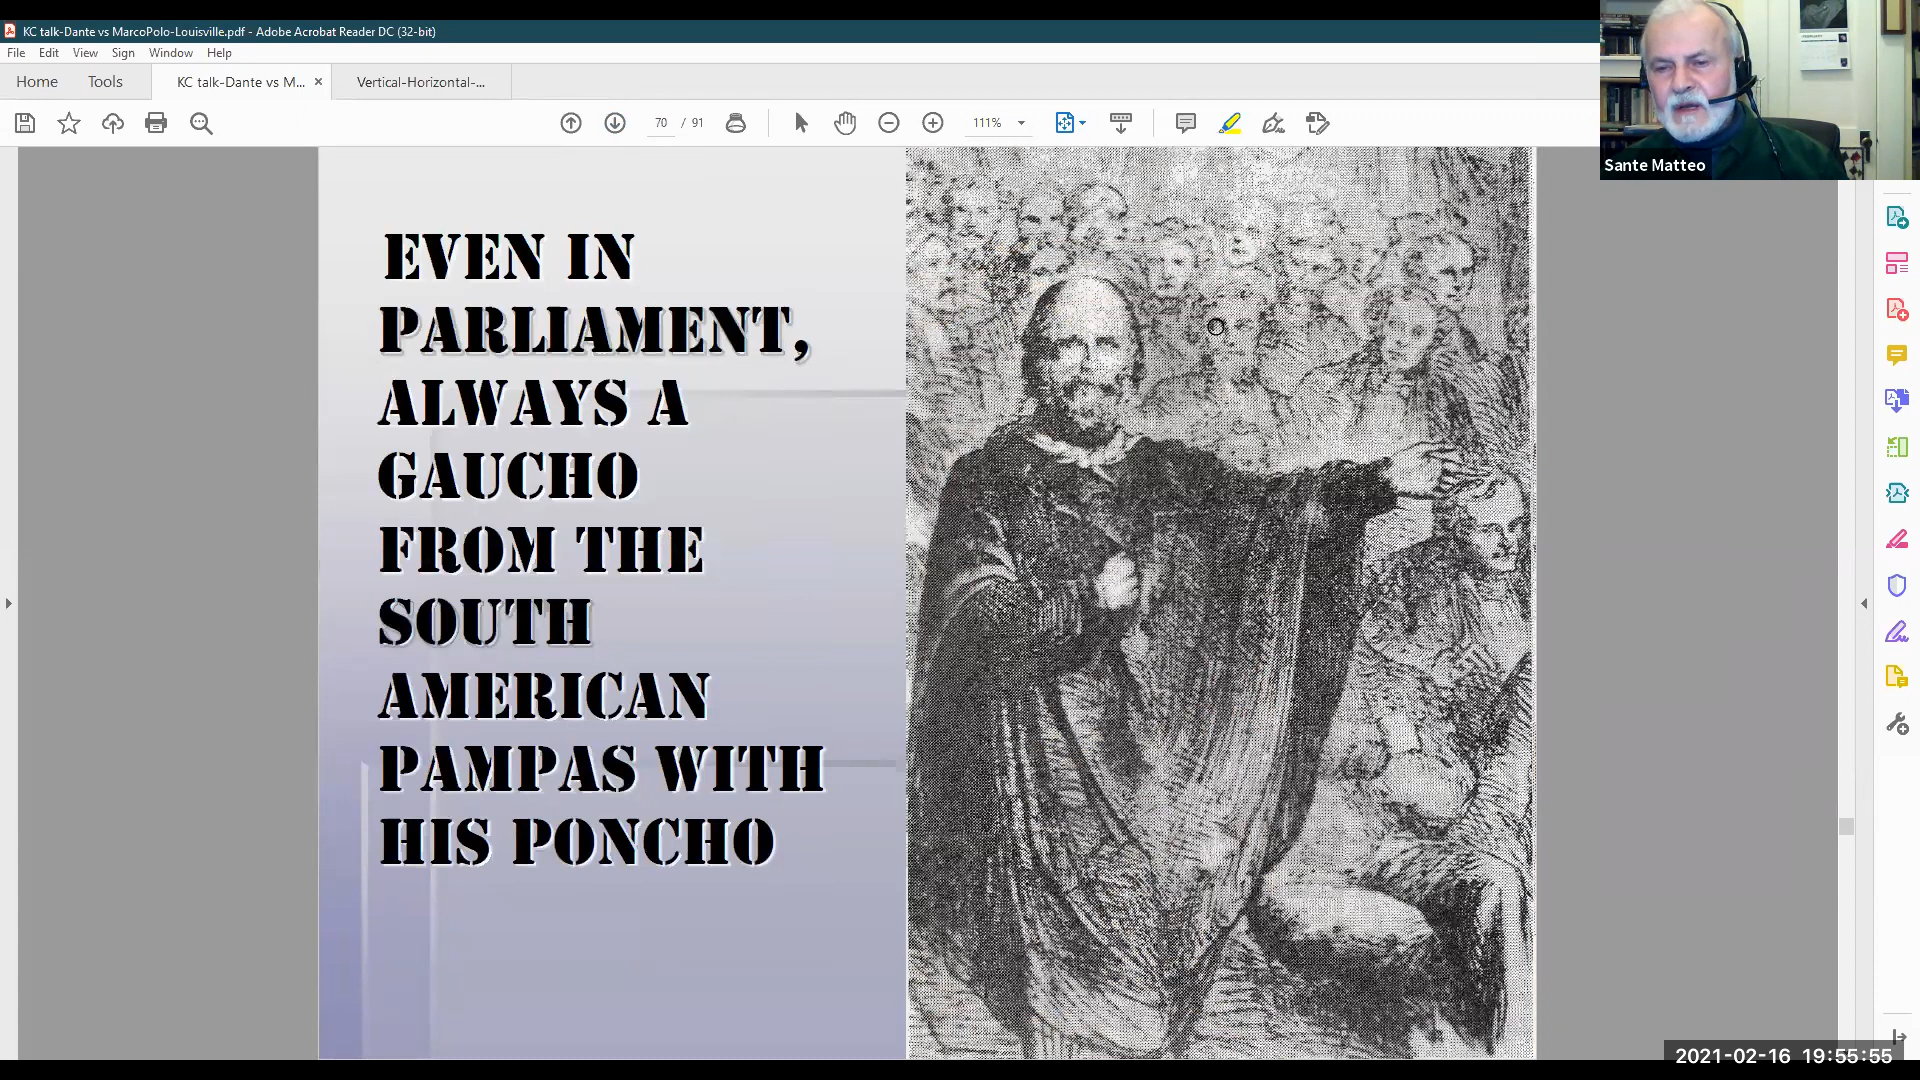 KC talk-Dante vs MarcoPolo-Louisville.pdf - Adobe Acrobat Reader DC (32-bit)
File Edit View Sign Window Help
Home Tools KC talk-Dante vs M... × Vertical-Horizontal-...
70 / 91 111%
Sante Matteo
EVEN IN
PARLIAMENT,
ALWAYS A
GAUCHO
FROM THE
SOUTH
AMERICAN
PAMPAS WITH
HIS PONCHO
2021-02-16 19:55:55